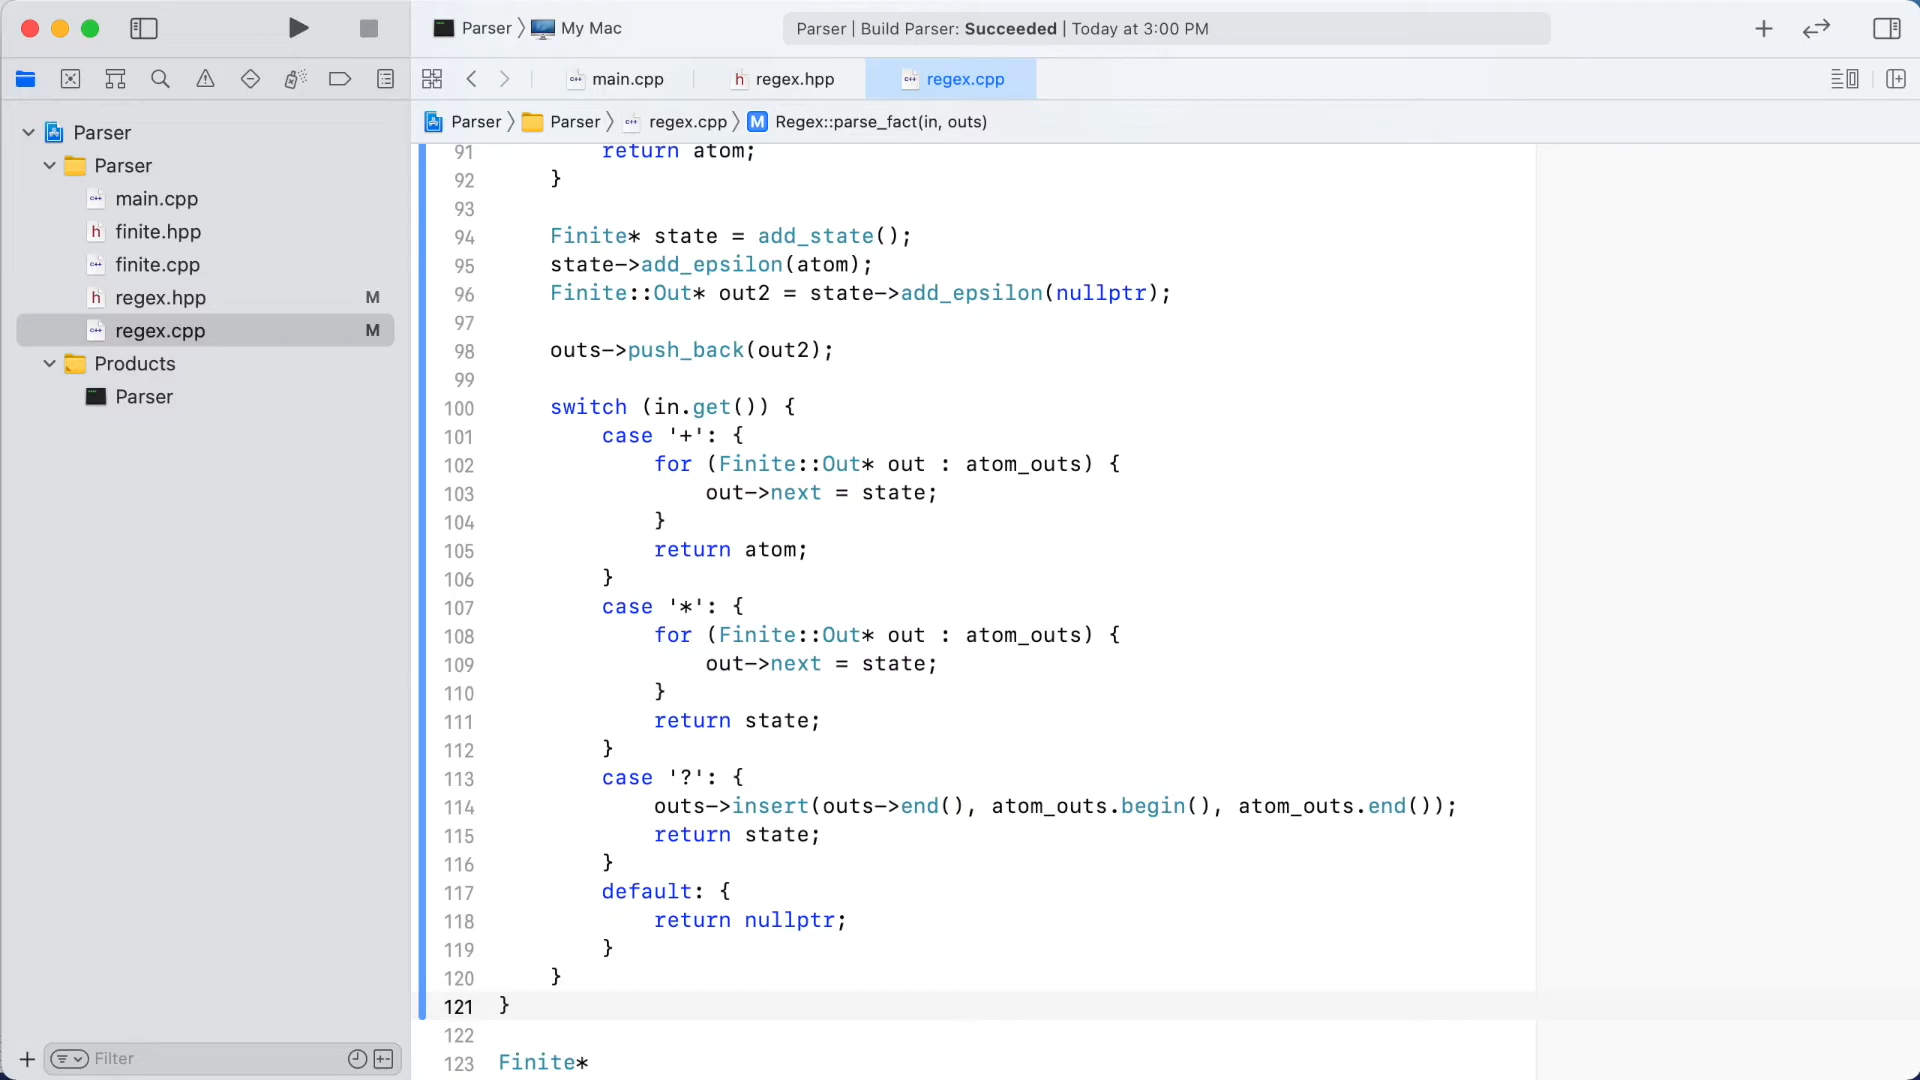 Parser 〉 My Mac
Parser | Build Parser: Succeeded | Today at 3:00 PM
main.cpp
regex.hpp
regex.cpp
Parser 〉 Parser 〉 regex.cpp 〉 M Regex::parse_fact(in, outs)
Parser
Parser
main.cpp
finite.hpp
finite.cpp
regex.hpp M
regex.cpp M
Products
Parser
Filter
91 return atom;
92 }
93
94 Finite* state = add_state();
95 state->add_epsilon(atom);
96 Finite::Out* out2 = state->add_epsilon(nullptr);
97
98 outs->push_back(out2);
99
100 switch (in.get()) {
101 case '+': {
102 for (Finite::Out* out : atom_outs) {
103 out->next = state;
104 }
105 return atom;
106 }
107 case '*': {
108 for (Finite::Out* out : atom_outs) {
109 out->next = state;
110 }
111 return state;
112 }
113 case '?': {
114 outs->insert(outs->end(), atom_outs.begin(), atom_outs.end());
115 return state;
116 }
117 default: {
118 return nullptr;
119 }
120 }
121 }
122
123 Finite*